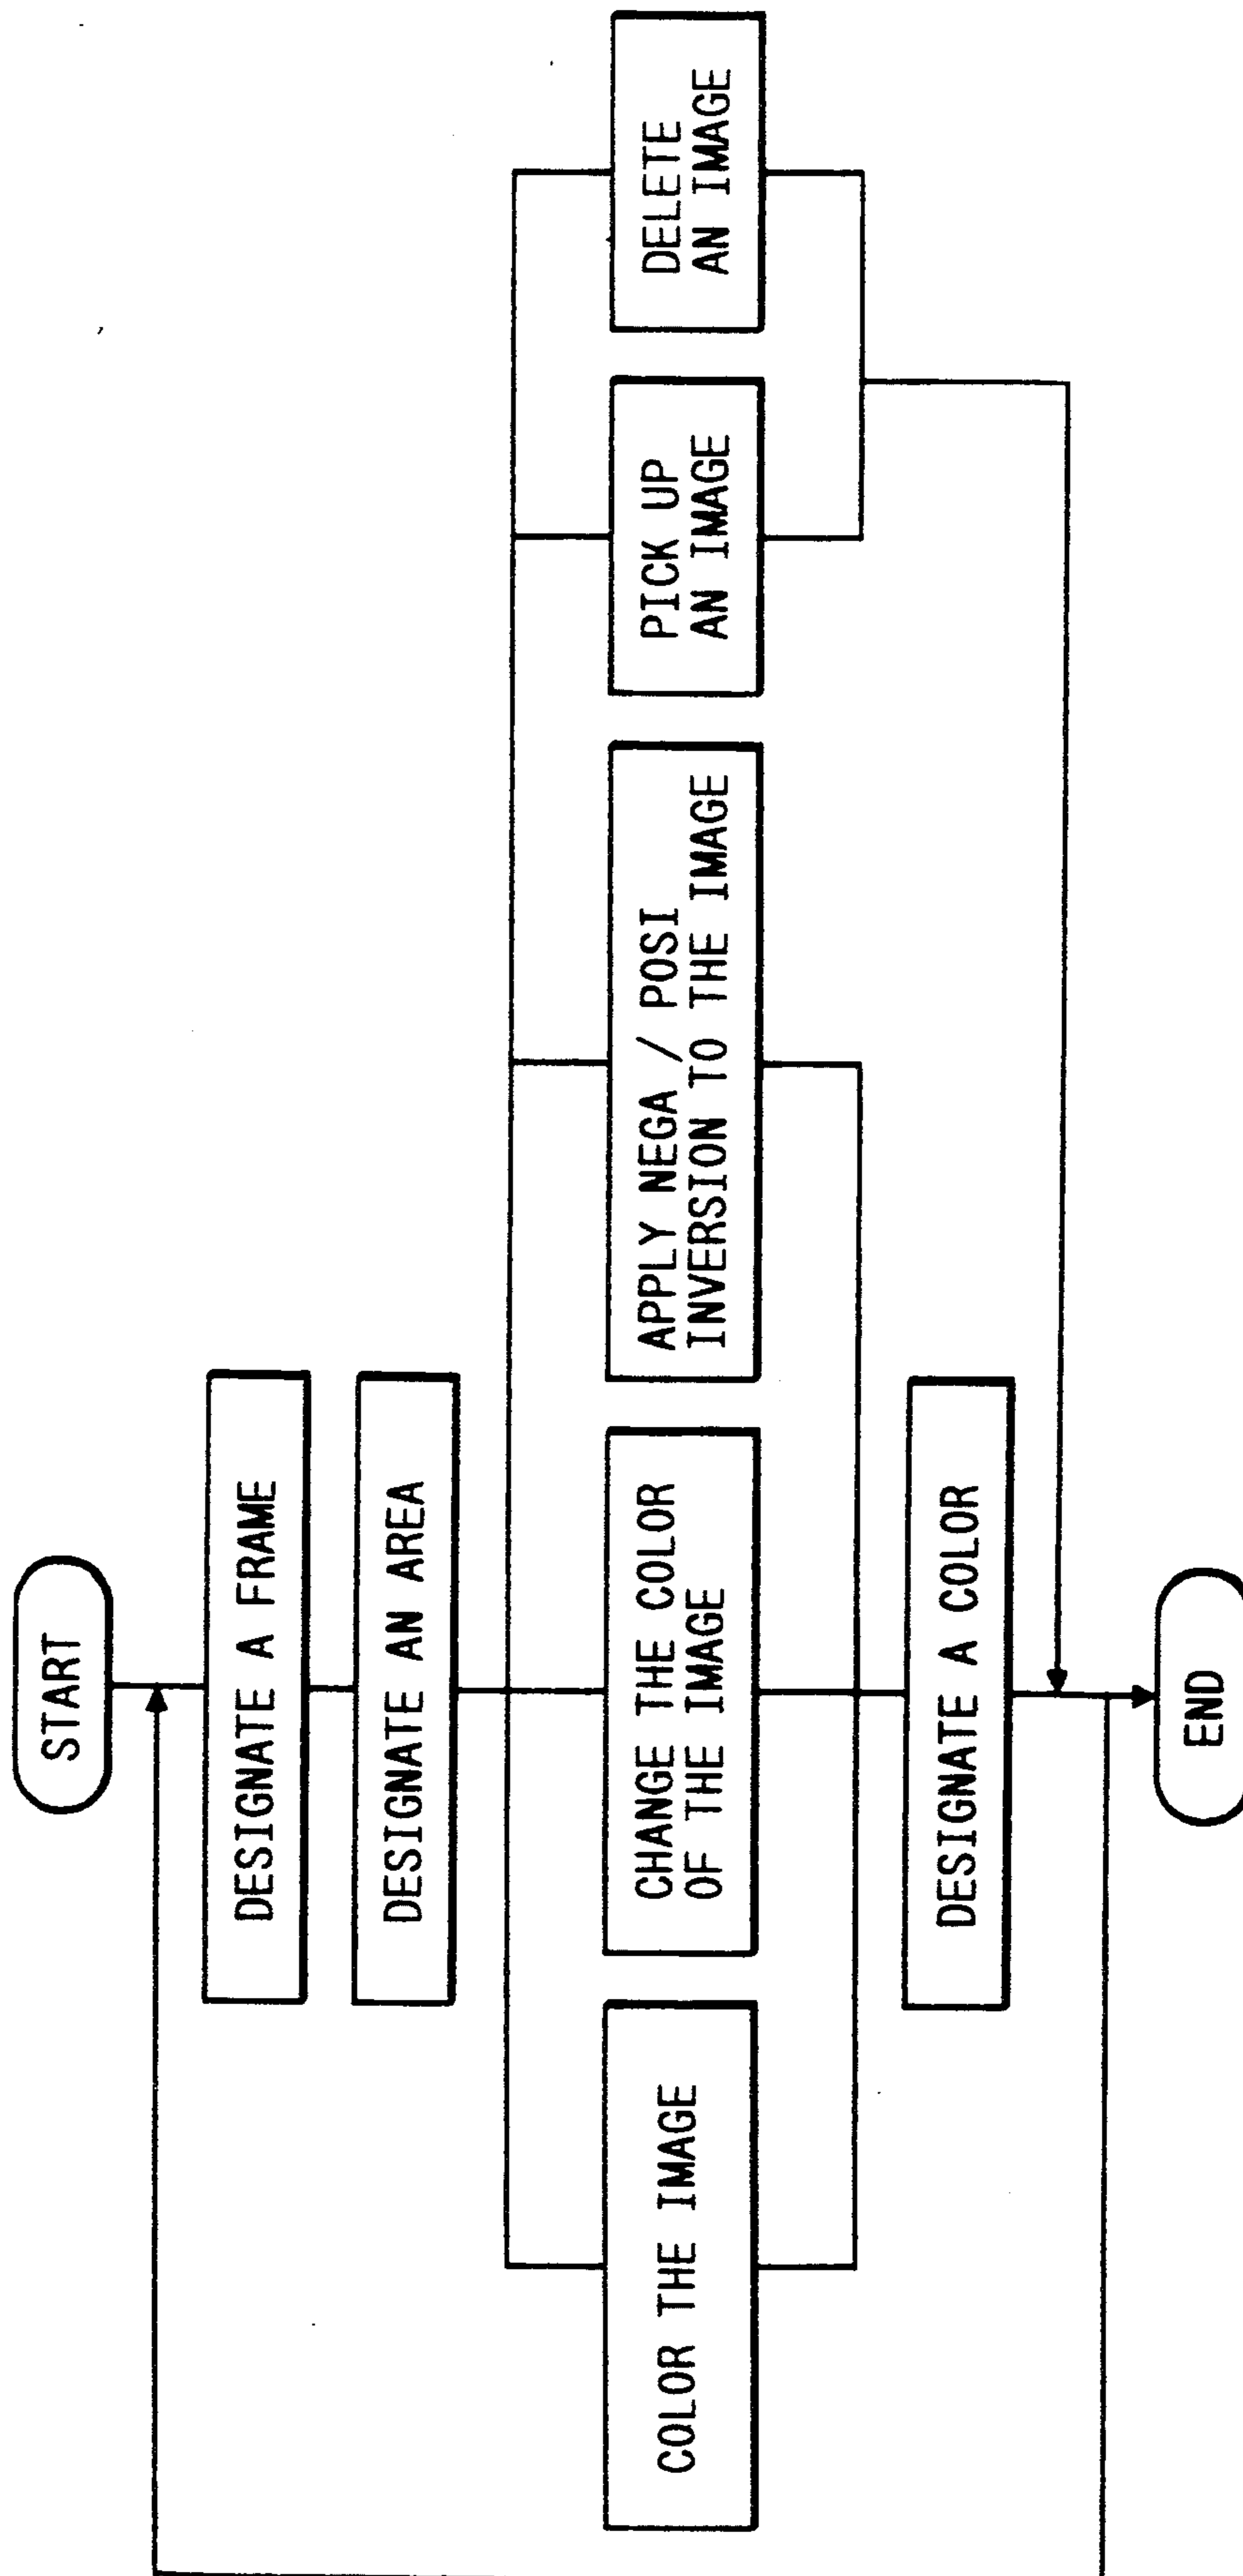 START
DESIGNATE A FRAME
DESIGNATE AN AREA
COLOR THE IMAGE
CHANGE THE COLOR
OF THE IMAGE
APPLY NEGA / POSI
INVERSION TO THE IMAGE
PICK UP
AN IMAGE
DELETE
AN IMAGE
DESIGNATE A COLOR
END